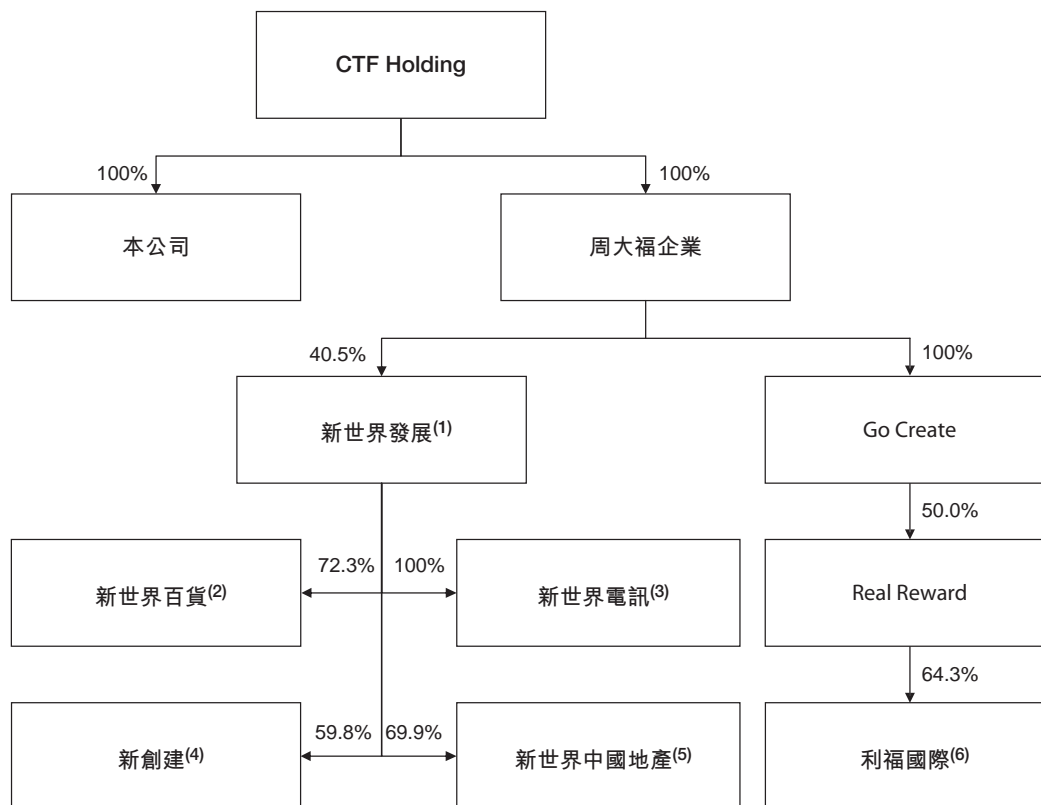 CTF Holding
100%
100%
本公司
周大福企業
40.5%
100%
新世界發展(1)
Go Create
50.0%
72.3%
100%
新世界百貨(2)
新世界電訊(3)
Real Reward
64.3%
59.8%
69.9%
新創建(4)
新世界中國地產(5)
利福國際(6)